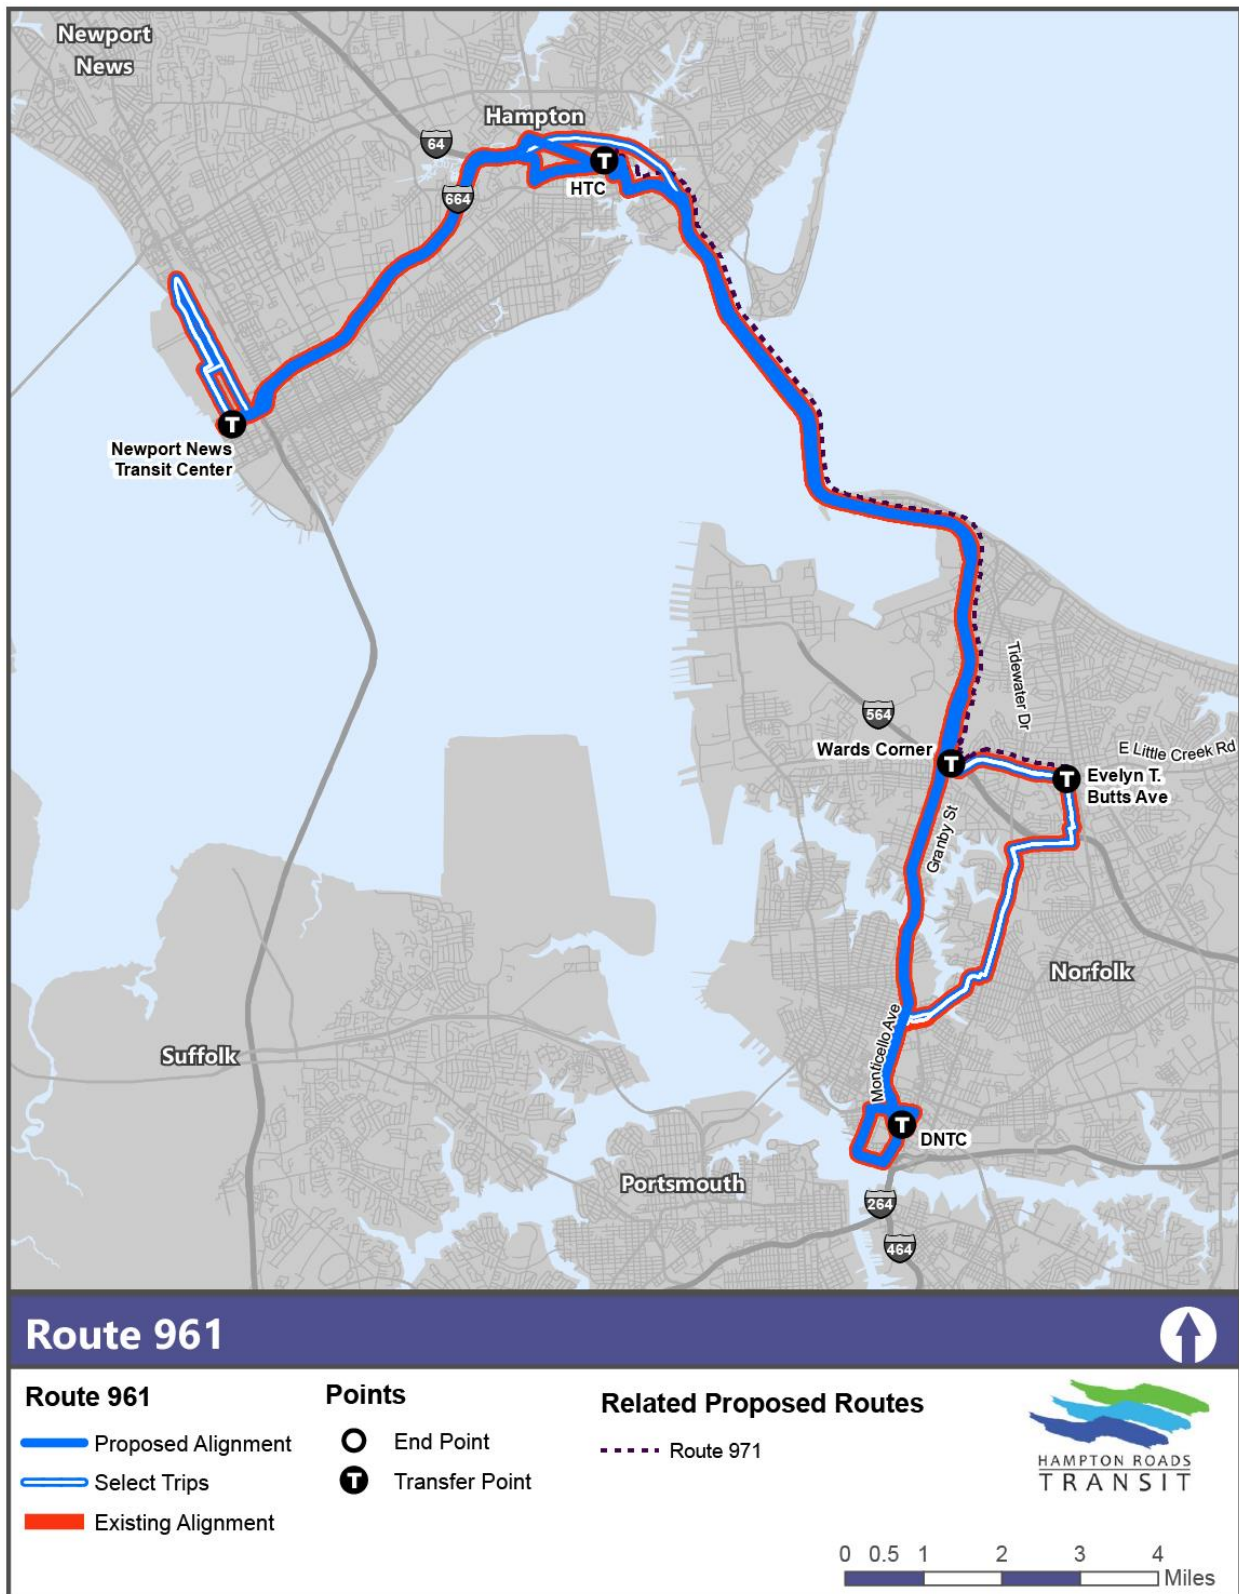 Newport
News
Hampton
64
HTC
664
Newport News
Transit Center
Tidewater Dr
564
Wards Corner
E Little Creek Rd
Evelyn T.
Butts Ave
Granby St
Norfolk
Monticello Ave
Suffolk
DNTC
Portsmouth
264
464
Route 961
Route 961
Proposed Alignment
Select Trips
Existing Alignment
Points
End Point
T Transfer Point
Related Proposed Routes
Route 971
HAMPTON ROADS
TRANSIT
0 0.5 1 2 3 4
Miles